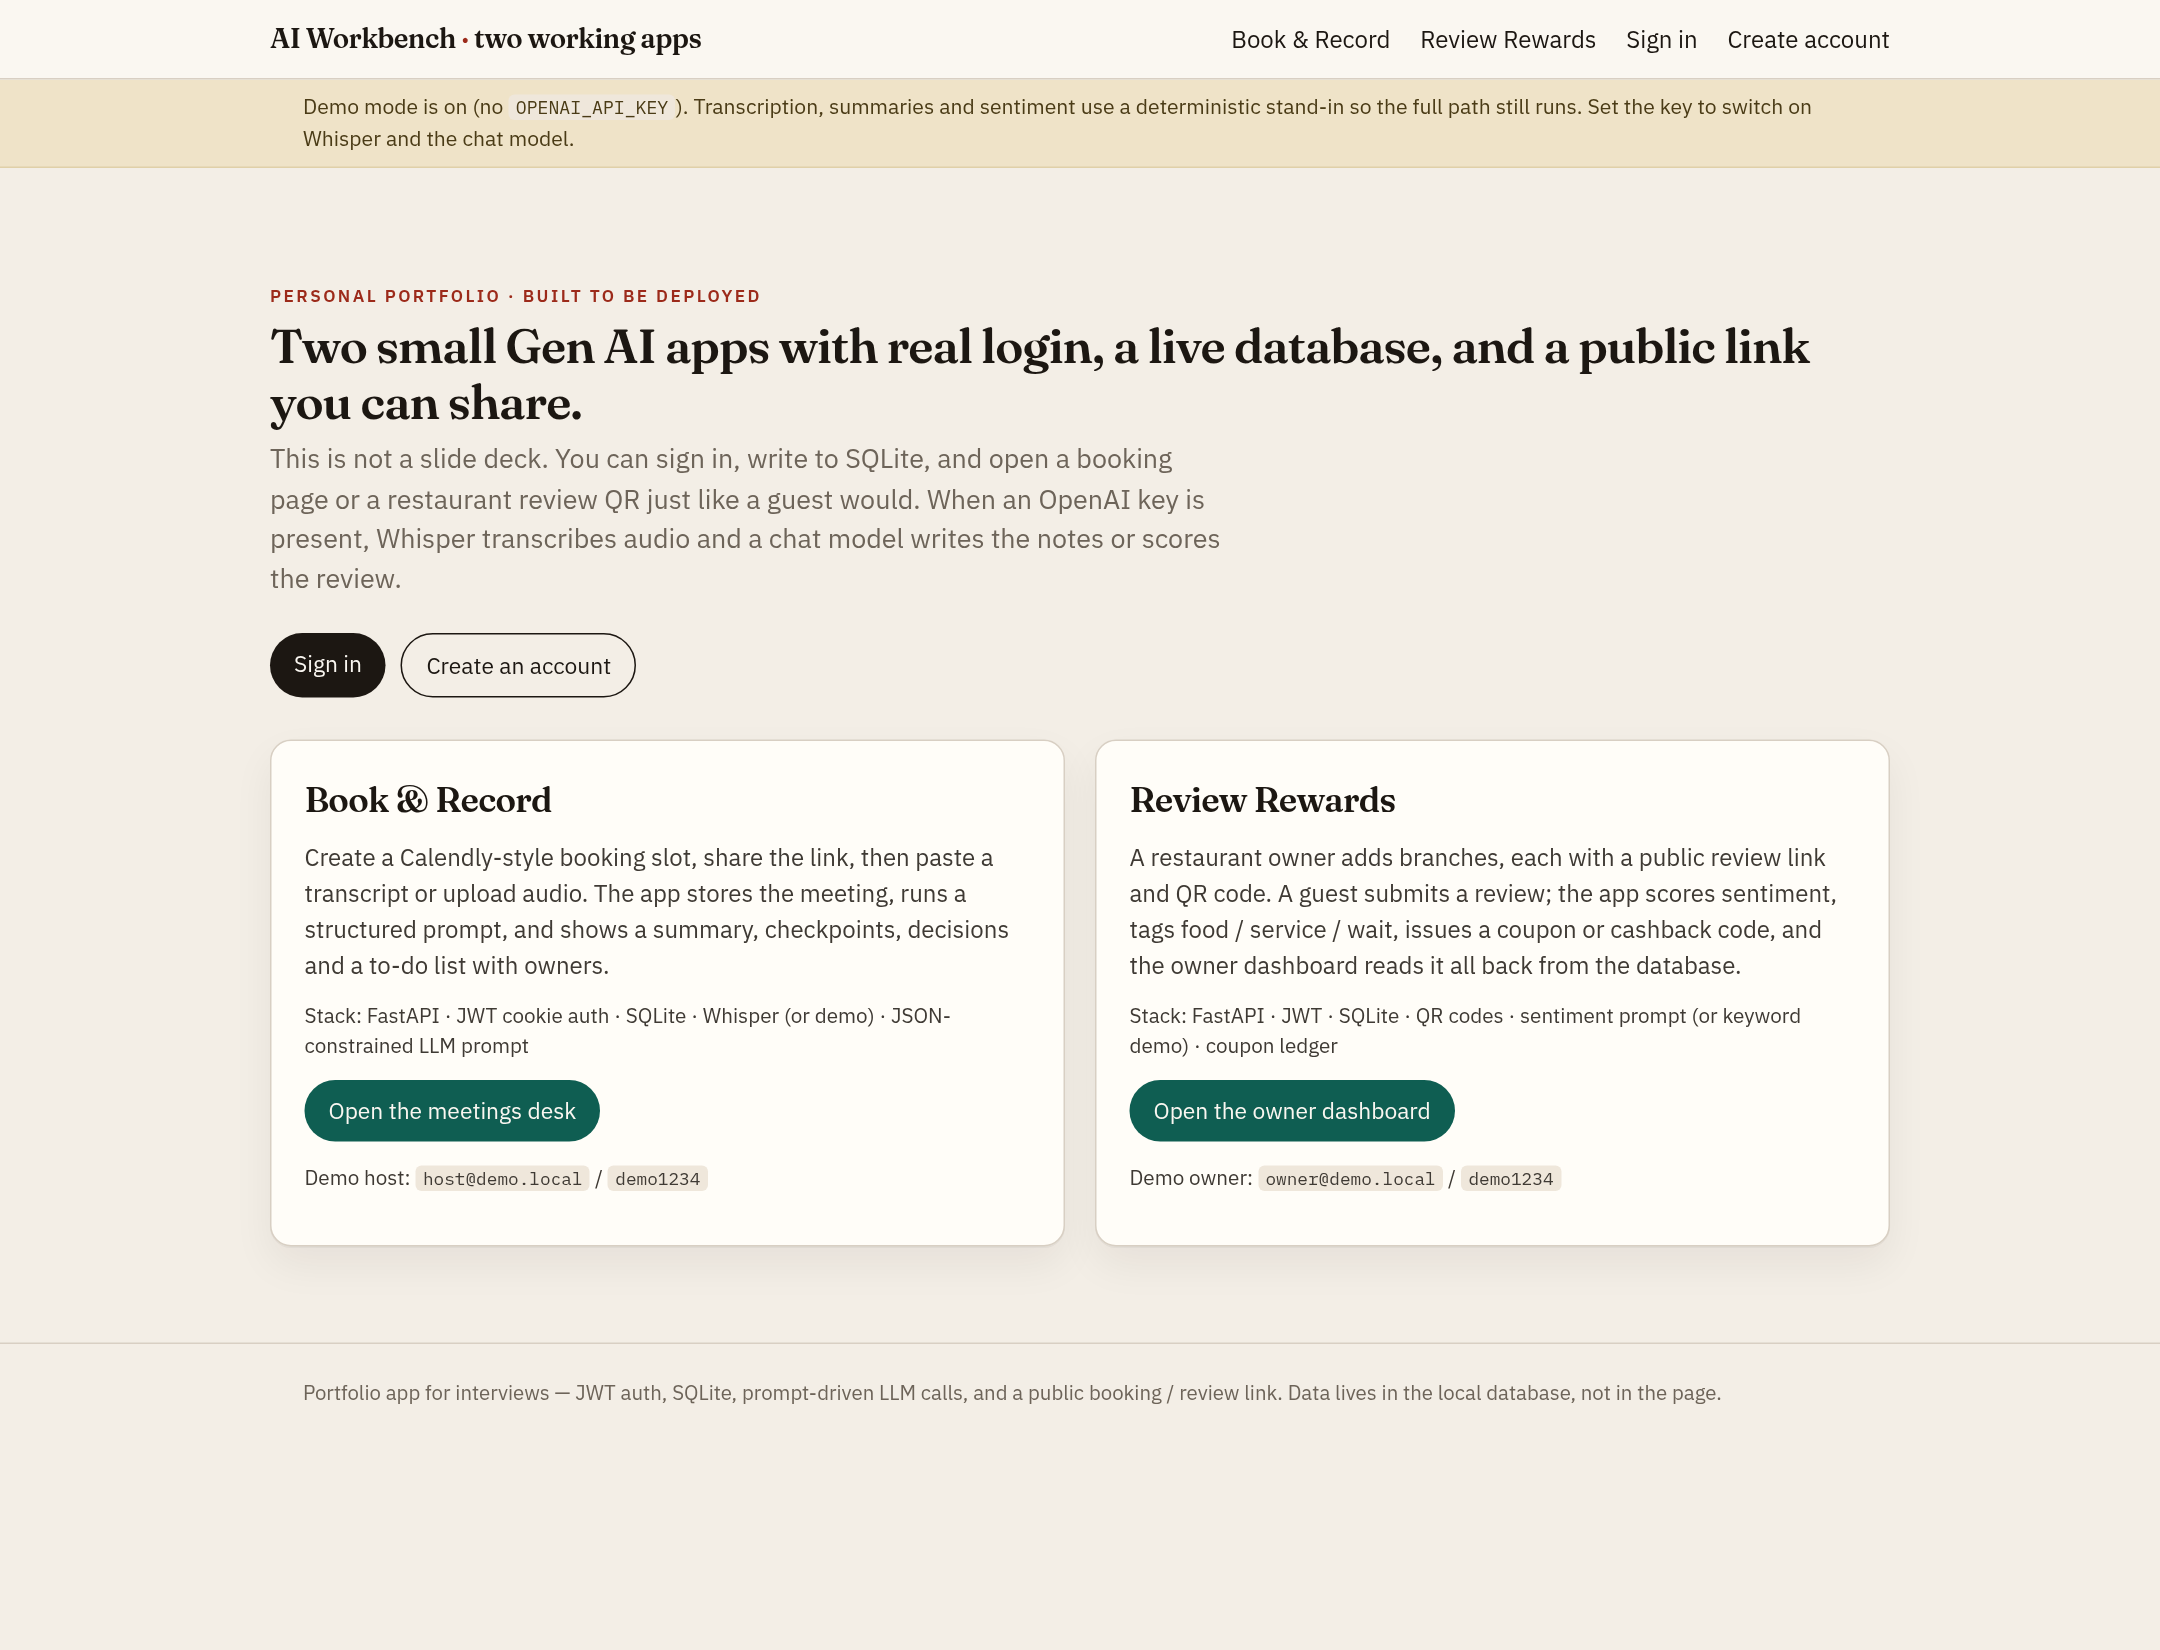 AI Workbench · two working apps
Book & Record
Review Rewards
Sign in
Create account
Demo mode is on (no OPENAI_API_KEY). Transcription, summaries and sentiment use a deterministic stand-in so the full path still runs. Set the key to switch on
Whisper and the chat model.
PERSONAL PORTFOLIO · BUILT TO BE DEPLOYED
Two small Gen AI apps with real login, a live database, and a public link
you can share.
This is not a slide deck. You can sign in, write to SQLite, and open a booking
page or a restaurant review QR just like a guest would. When an OpenAI key is
present, Whisper transcribes audio and a chat model writes the notes or scores
the review.
Sign in
Create an account
Book & Record
Create a Calendly-style booking slot, share the link, then paste a
transcript or upload audio. The app stores the meeting, runs a
structured prompt, and shows a summary, checkpoints, decisions
and a to-do list with owners.
Stack: FastAPI · JWT cookie auth · SQLite · Whisper (or demo) · JSON-
constrained LLM prompt
Open the meetings desk
Demo host: host@demo.local / demo1234
Review Rewards
A restaurant owner adds branches, each with a public review link
and QR code. A guest submits a review; the app scores sentiment,
tags food / service / wait, issues a coupon or cashback code, and
the owner dashboard reads it all back from the database.
Stack: FastAPI · JWT · SQLite · QR codes · sentiment prompt (or keyword
demo) · coupon ledger
Open the owner dashboard
Demo owner: owner@demo.local / demo1234
Portfolio app for interviews — JWT auth, SQLite, prompt-driven LLM calls, and a public booking / review link. Data lives in the local database, not in the page.